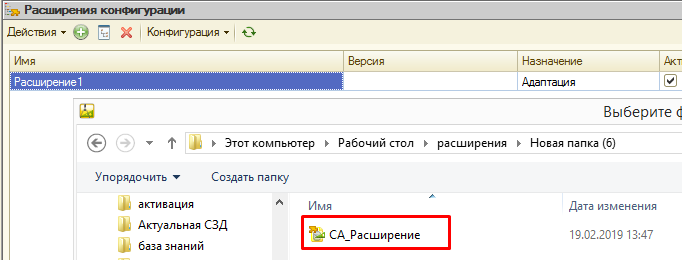 Расширения конфигурации
Действия Конфигурация
Имя Версия Назначение Акт
Расширение1 Адаптация
Выберите ф
Этот компьютер Рабочий стол расширения Новая папка (6)
Упорядочить Создать папку
активация Имя Дата изменения
Актуальная СЗД СА_Расширение 19.02.2019 13:47
база знаний